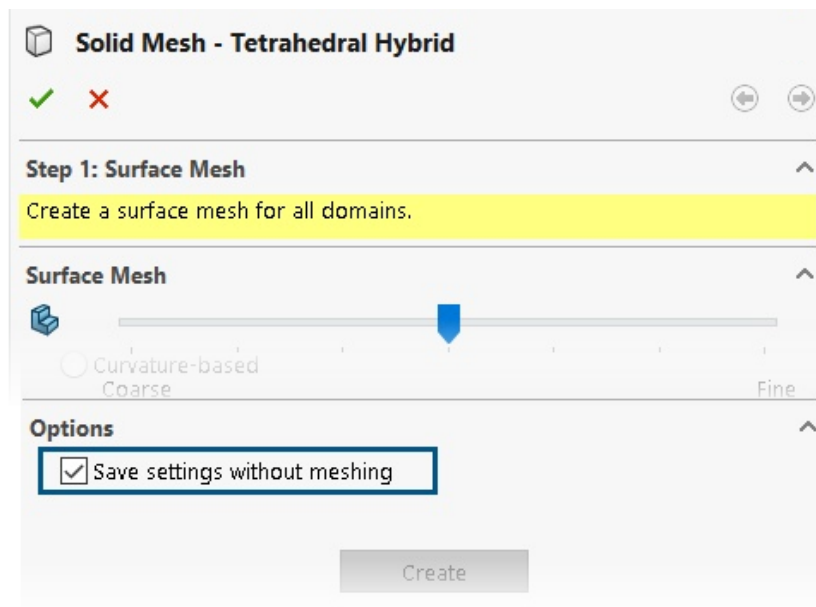 Solid Mesh - Tetrahedral Hybrid
Step 1: Surface Mesh
Create a surface mesh for all domains.
Surface Mesh
Curvature-based
Coarse Fine
Options
Save settings without meshing
Create